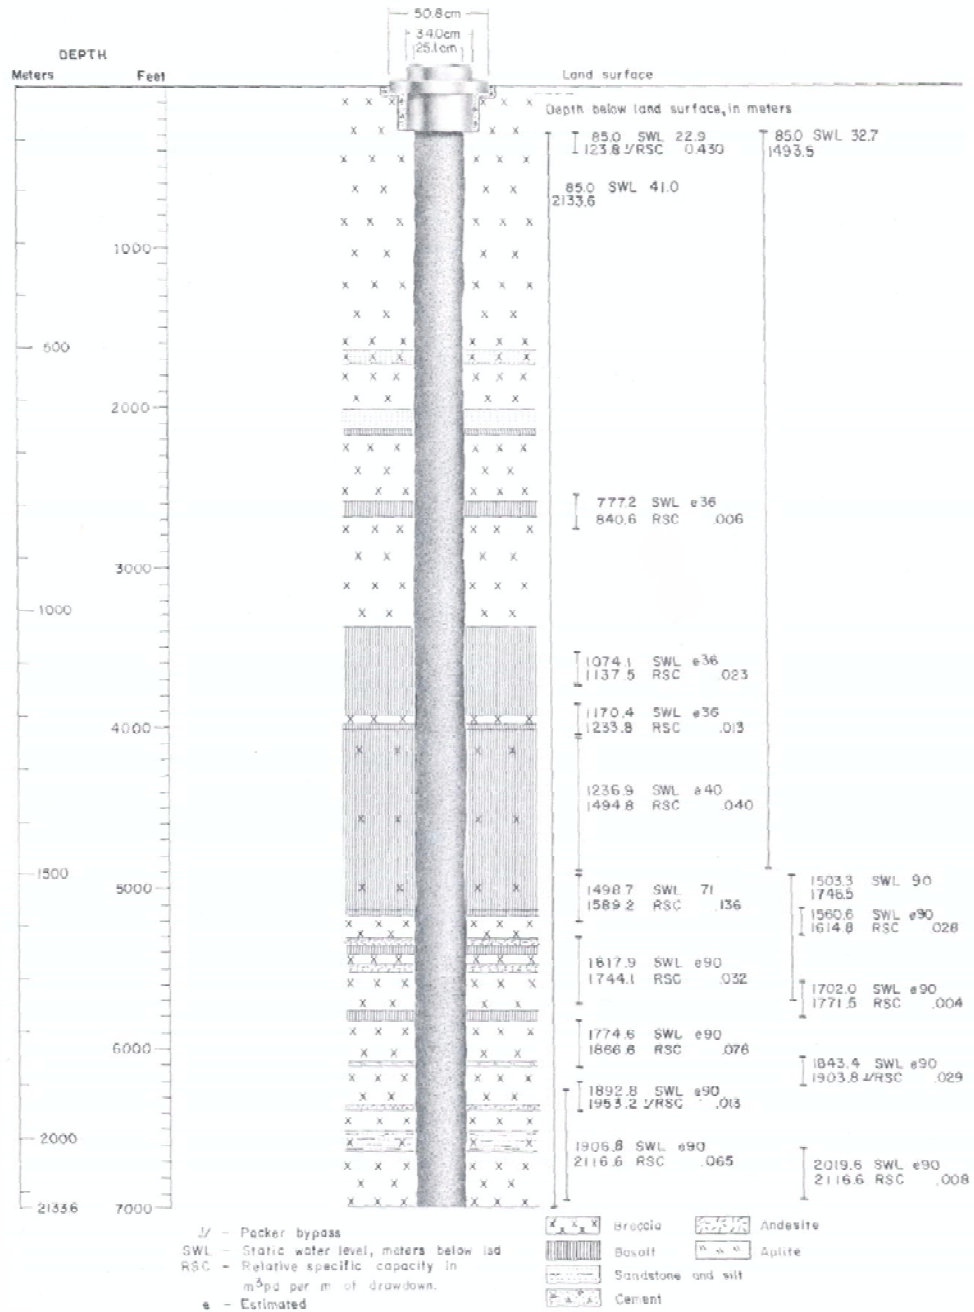 50.8cm
34.0cm
25.1cm
DEPTH
Meters Feet
Land surface
Depth below land surface, in meters
85.0 SWL 22.9
123.8 1/RSC 0.430
85.0 SWL 32.7
1493.5
85.0 SWL 41.0
2133.6
1000
500
2000
777.2 SWL e36
840.6 RSC .006
3000
1000
1074.1 SWL e36
1137.5 RSC .023
1170.4 SWL e36
1233.8 RSC .013
4000
1236.9 SWL e40
1494.8 RSC .040
1500
5000
1498.7 SWL 71
1589.2 RSC .136
1503.3 SWL 90
1746.5
1560.6 SWL e90
1614.8 RSC .028
1617.9 SWL e90
1744.1 RSC .032
1702.0 SWL e90
1771.5 RSC .004
1774.6 SWL e90
1866.6 RSC .076
6000
1843.4 SWL e90
1903.8 1/RSC .029
1892.8 SWL e90
1953.2 1/RSC .013
2000
1906.8 SWL e90
2116.6 RSC .065
2019.6 SWL e90
2116.6 RSC .008
2133.6
7000
1/ – Packer bypass
SWL – Static water level, meters below lsd
RSC – Relative specific capacity in
m³pd per m of drawdown.
e – Estimated
Breccia
Andesite
Basalt
Aplite
Sandstone and silt
Cement